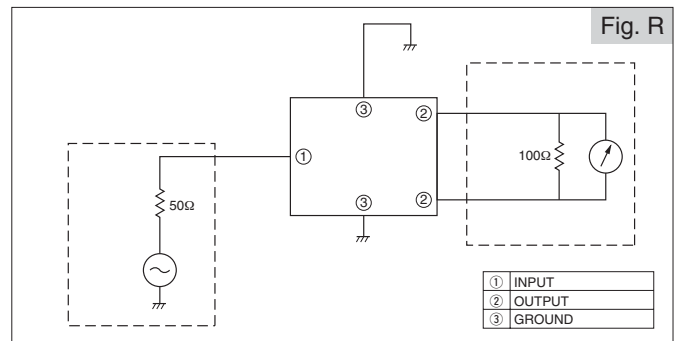 Fig. R
③
②
100Ω
①
50Ω
③
②
① INPUT
② OUTPUT
③ GROUND